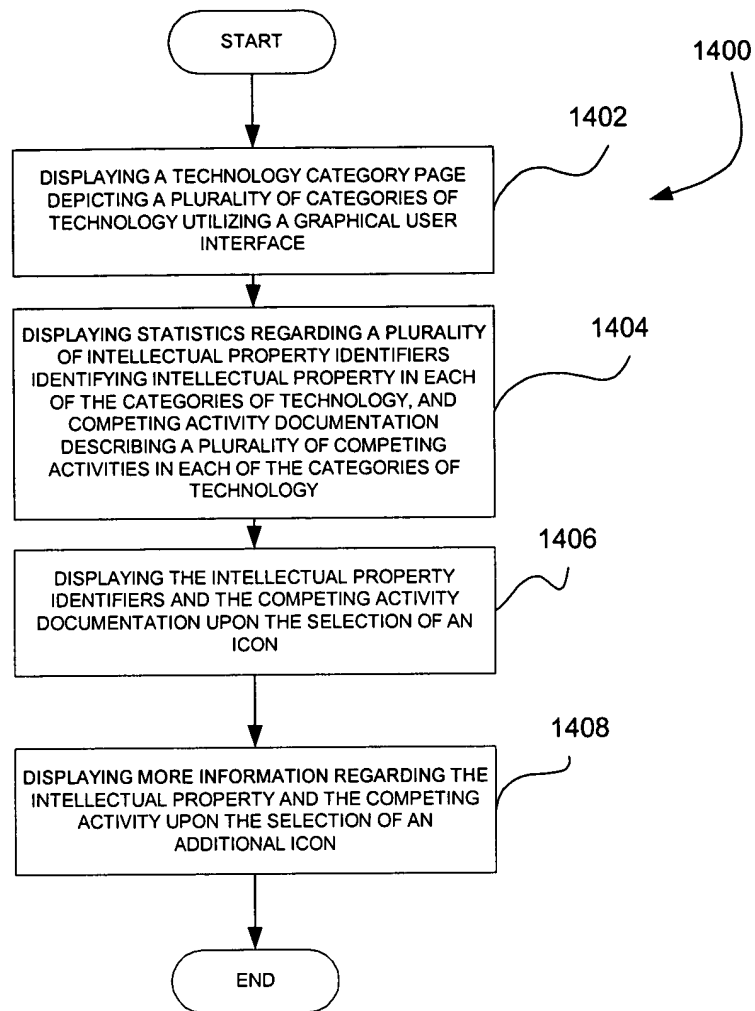 START
1400
1402
DISPLAYING A TECHNOLOGY CATEGORY PAGE
DEPICTING A PLURALITY OF CATEGORIES OF
TECHNOLOGY UTILIZING A GRAPHICAL USER
INTERFACE
1404
DISPLAYING STATISTICS REGARDING A PLURALITY
OF INTELLECTUAL PROPERTY IDENTIFIERS
IDENTIFYING INTELLECTUAL PROPERTY IN EACH
OF THE CATEGORIES OF TECHNOLOGY, AND
COMPETING ACTIVITY DOCUMENTATION
DESCRIBING A PLURALITY OF COMPETING
ACTIVITIES IN EACH OF THE CATEGORIES OF
TECHNOLOGY
1406
DISPLAYING THE INTELLECTUAL PROPERTY
IDENTIFIERS AND THE COMPETING ACTIVITY
DOCUMENTATION UPON THE SELECTION OF AN
ICON
1408
DISPLAYING MORE INFORMATION REGARDING THE
INTELLECTUAL PROPERTY AND THE COMPETING
ACTIVITY UPON THE SELECTION OF AN
ADDITIONAL ICON
END